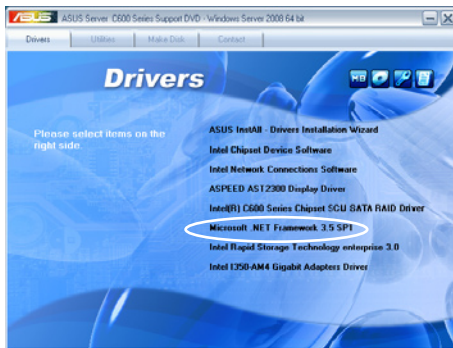 ASUS Server C600 Series Support DVD - Windows Server 2008 64 bit
Drivers
Utilities
Make Disk
Contact
Drivers
MB
Please select items on the
right side.
ASUS InstAll - Drivers Installation Wizard
Intel Chipset Device Software
Intel Network Connections Software
ASPEED AST2300 Display Driver
Intel(R) C600 Series Chipset SCU SATA RAID Driver
Microsoft .NET Framework 3.5 SP1
Intel Rapid Storage Technology enterprise 3.0
Intel I350-AM4 Gigabit Adapters Driver